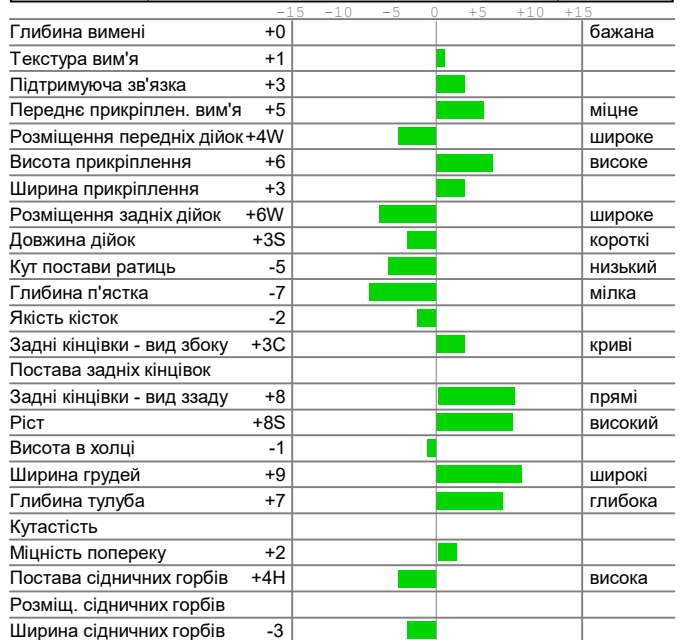 -15 -10 -5 0 +5 +10 +15
Глибина вимені +0 бажана
Текстура вим'я +1
Підтримуюча зв'язка +3
Переднє прикріплен. вим'я +5 міцне
Розміщення передніх дійок +4W широке
Висота прикріплення +6 високе
Ширина прикріплення +3
Розміщення задніх дійок +6W широке
Довжина дійок +3S короткі
Кут постави ратиць -5 низький
Глибина п'ястка -7 мілка
Якість кісток -2
Задні кінцівки - вид збоку +3C криві
Постава задніх кінцівок
Задні кінцівки - вид ззаду +8 прямі
Ріст +8S високий
Висота в холці -1
Ширина грудей +9 широкі
Глибина тулуба +7 глибока
Кутастість
Міцність попереку +2
Постава сідничних горбів +4H висока
Розміщ. сідничних горбів
Ширина сідничних горбів -3